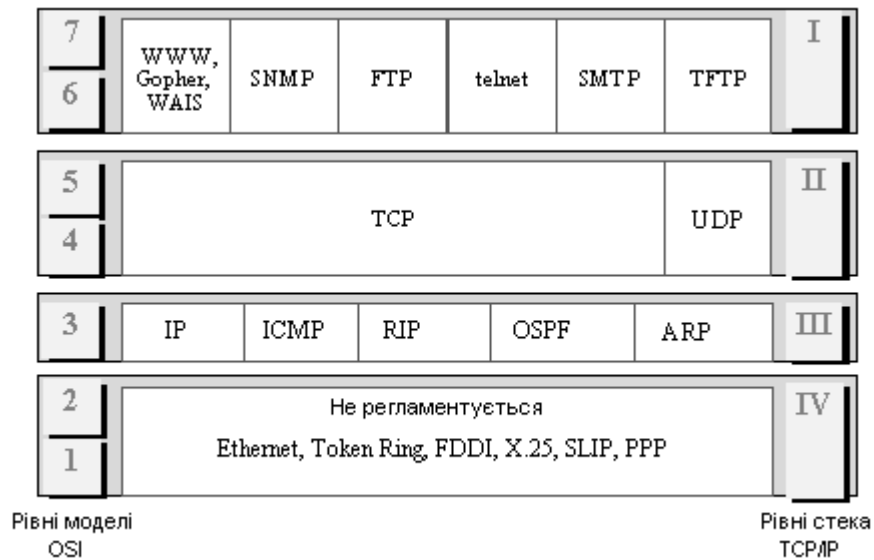 7
6
WWW,
Gopher,
WAIS
SNMP
FTP
telnet
SMTP
TFTP
I
5
4
TCP
UDP
II
3
IP
ICMP
RIP
OSPF
ARP
III
2
1
Не регламентується
Ethernet, Token Ring, FDDI, X.25, SLIP, PPP
IV
Рівні моделі
OSI
Рівні стека
TCP/IP